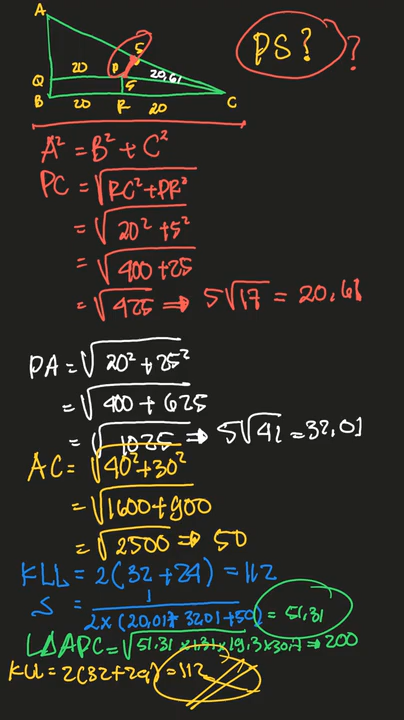 A
S
PS? ?
P
20
20,61
Q
5
B 20 R 20 C
A² = B² + C²
PC = √RC²+PR²
= √20² + 5²
= √400 + 25
= √425 ⇒ 5√17 = 20,61
PA = √20² + 25²
= √400 + 625
= √1025 ⇒ 5√41 = 32,01
AC = √40² + 30²
= √1600 + 900
= √2500 ⇒ 50
KLL = 2(32 + 24) = 112
S = 1
2x (20,01 + 32,01 + 50) = 51,31
L△APC = √51,31 x 1,31 x 19,3 x 30,7 ⇒ 200
KLL = 2(32 + 24) = 112